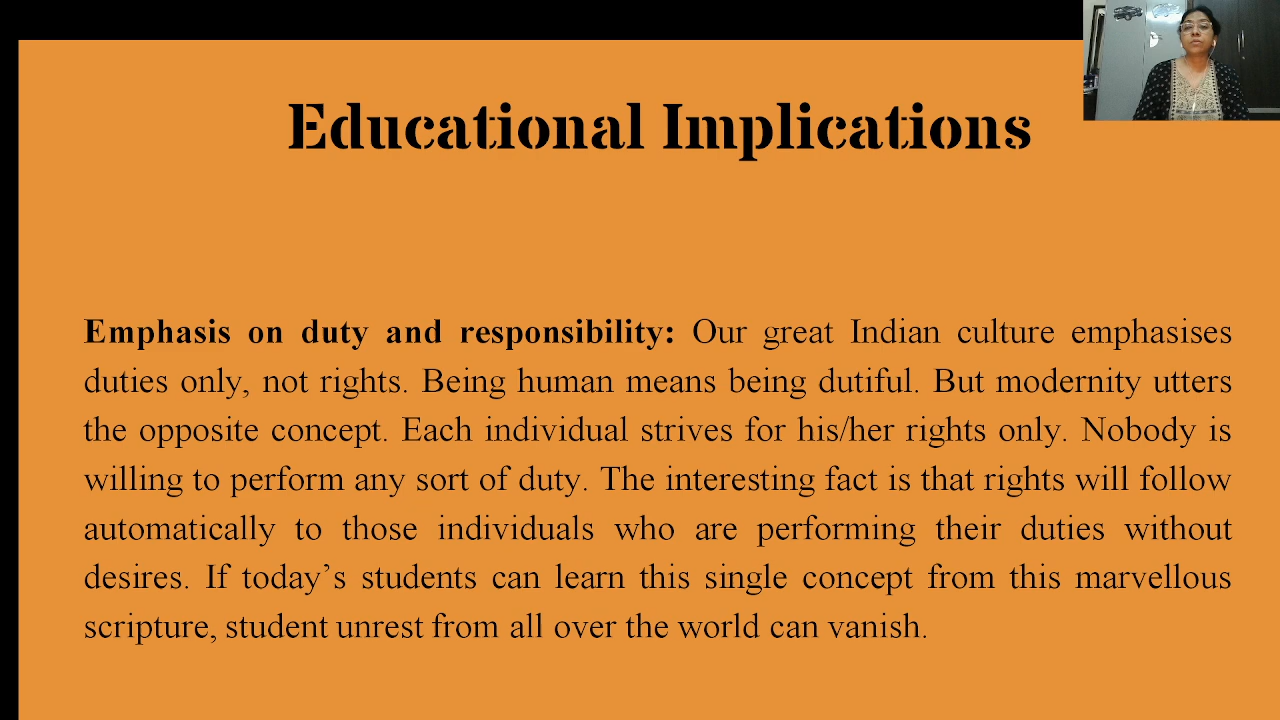 Educational Implications
Emphasis on duty and responsibility: Our great Indian culture emphasises
duties only, not rights. Being human means being dutiful. But modernity utters
the opposite concept. Each individual strives for his/her rights only. Nobody is
willing to perform any sort of duty. The interesting fact is that rights will follow
automatically to those individuals who are performing their duties without
desires. If today’s students can learn this single concept from this marvellous
scripture, student unrest from all over the world can vanish.